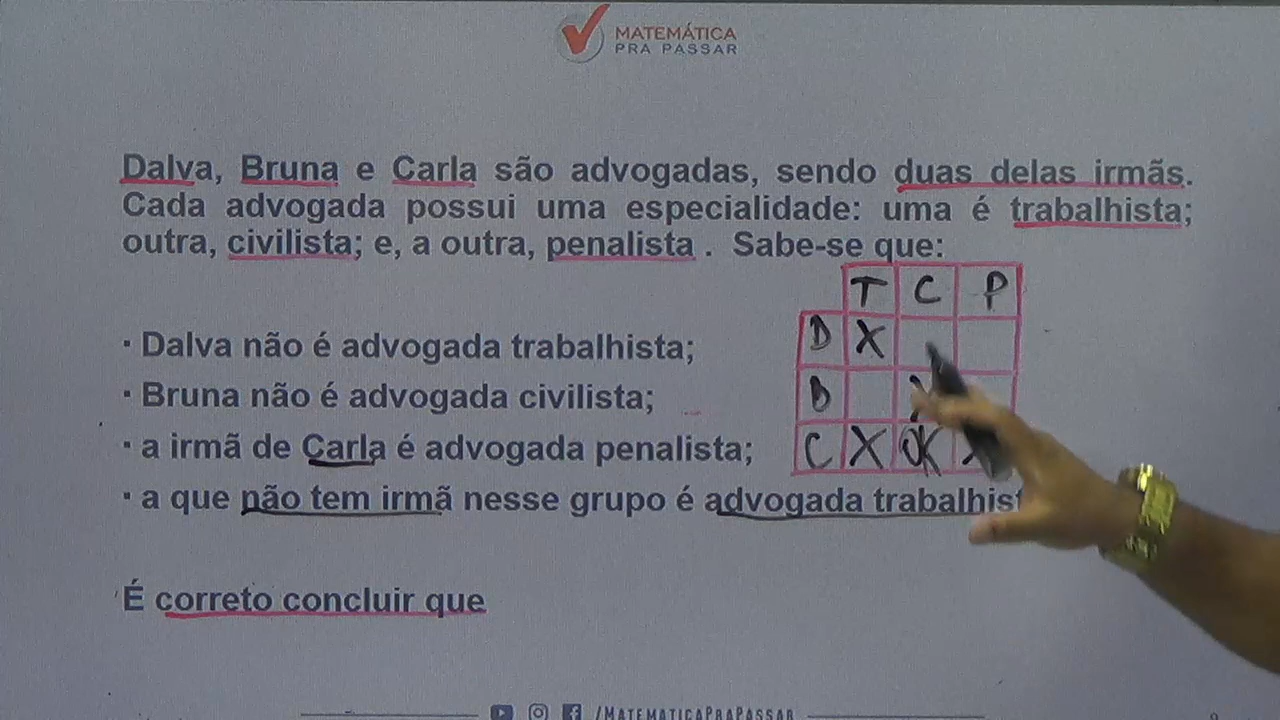 MATEMÁTICA
PRA PASSAR
Dalva, Bruna e Carla são advogadas, sendo duas delas irmãs.
Cada advogada possui uma especialidade: uma é trabalhista;
outra, civilista; e, a outra, penalista . Sabe-se que:
T C P
· Dalva não é advogada trabalhista;
D X
· Bruna não é advogada civilista;
B
· a irmã de Carla é advogada penalista;
C X OK
· a que não tem irmã nesse grupo é advogada trabalhist
É correto concluir que
/MATEMATICAPRAPASSAR